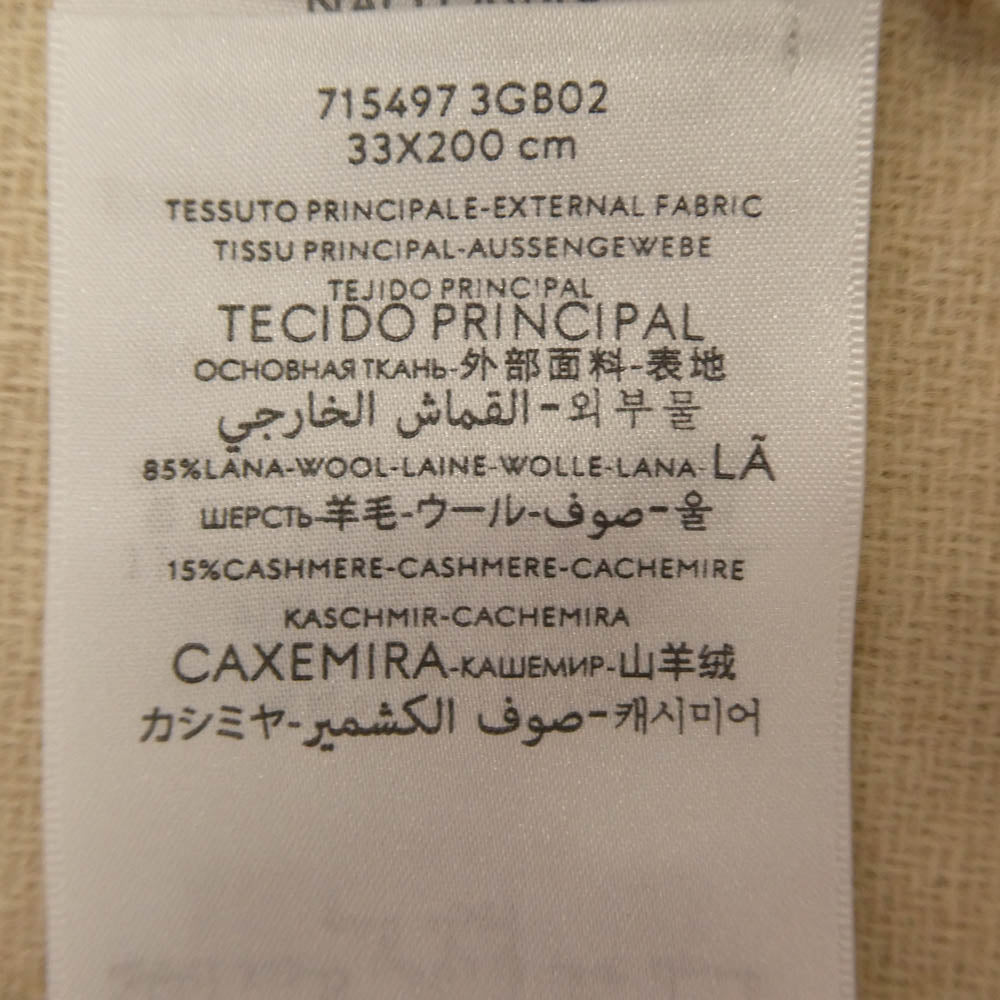 715497 3GB02
33X200 cm
TESSUTO PRINCIPALE-EXTERNAL FABRIC
TISSU PRINCIPAL-AUSSENGEWEBE
TEJIDO PRINCIPAL
TECIDO PRINCIPAL
ОСНОВНАЯ ТКАНЬ-外部面料-表地
القماش الخارجي-외부물
85%LANA-WOOL-LAINE-WOLLE-LANA-LÃ
ШЕРСТЬ-羊毛-ウール-صوف-울
15%CASHMERE-CASHMERE-CACHEMIRE
KASCHMIR-CACHEMIRA
CAXEMIRA-КАШЕМИР-山羊绒
カシミヤ-صوف الكشمير-캐시미어